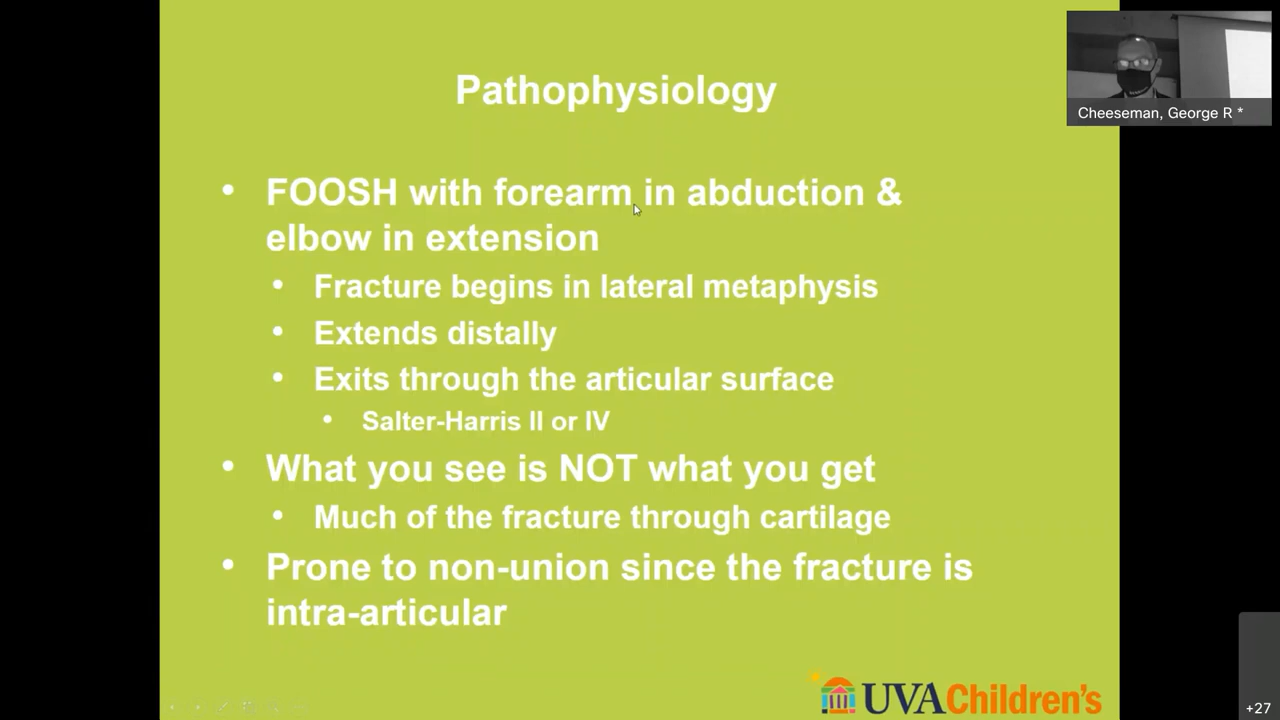 Pathophysiology
Cheeseman, George R *
• FOOSH with forearm in abduction &
elbow in extension
• Fracture begins in lateral metaphysis
• Extends distally
• Exits through the articular surface
• Salter-Harris II or IV
• What you see is NOT what you get
• Much of the fracture through cartilage
• Prone to non-union since the fracture is
intra-articular
UVA Children's
+27